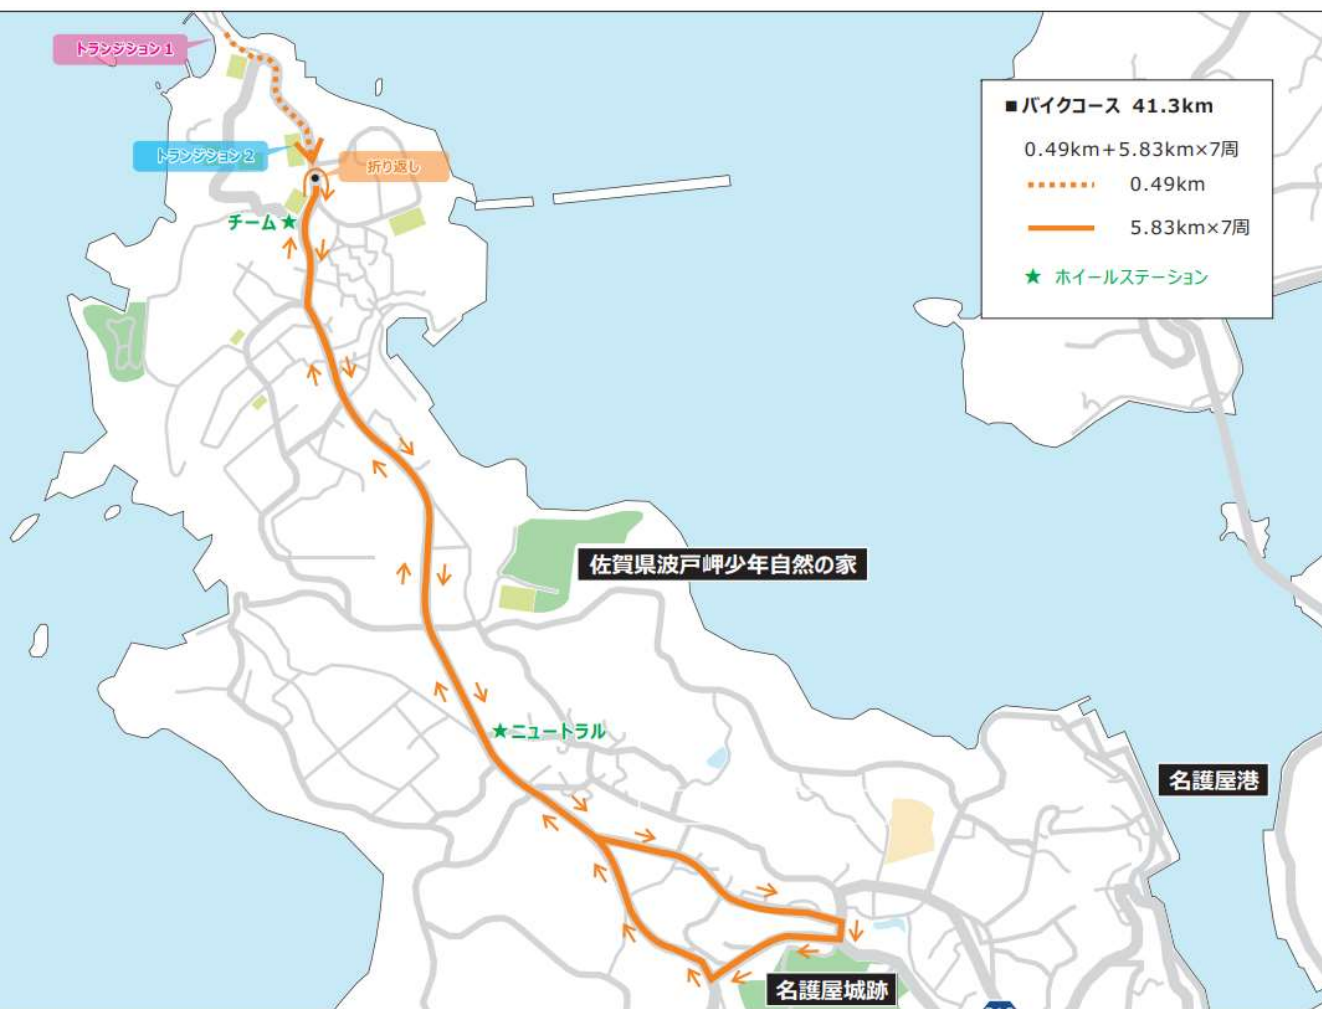 トランジション1
トランジション2
折り返し
チーム★
■バイクコース 41.3km
0.49km+5.83km×7周
0.49km
5.83km×7周
★ ホイールステーション
佐賀県波戸岬少年自然の家
★ニュートラル
名護屋港
名護屋城跡